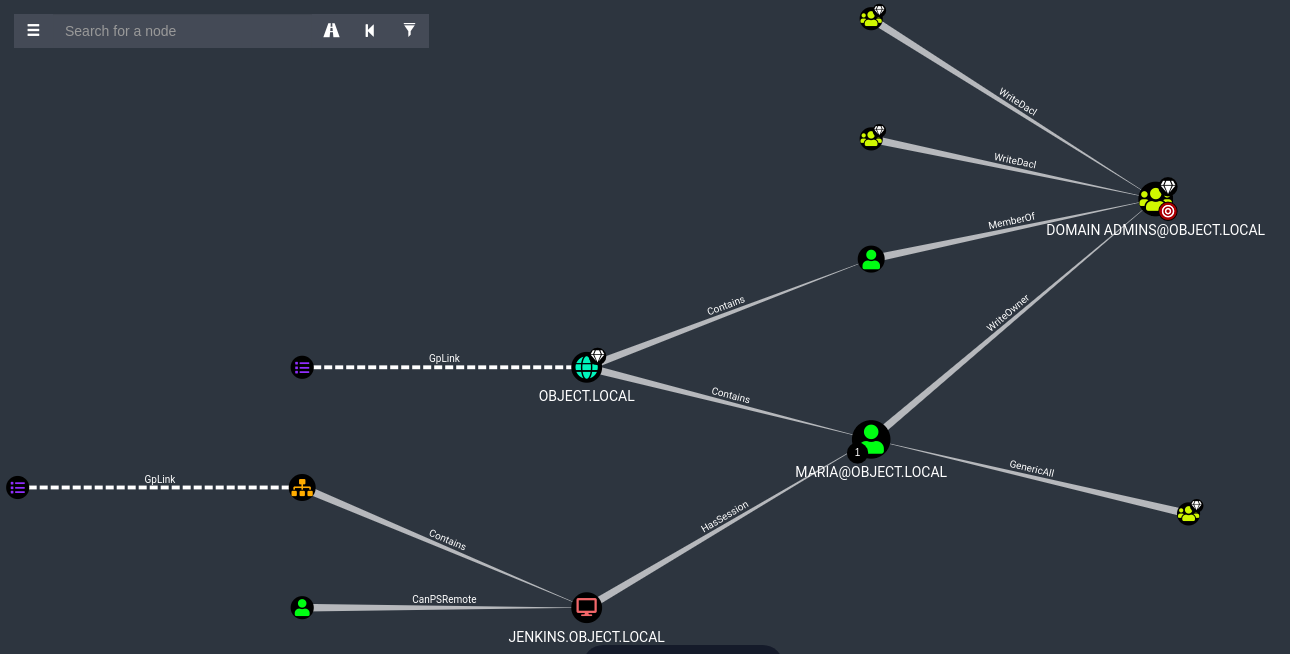 Search for a node
WriteDacl
WriteDacl
MemberOf
DOMAIN ADMINS@OBJECT.LOCAL
Contains
WriteOwner
GpLink
OBJECT.LOCAL
Contains
1
MARIA@OBJECT.LOCAL
GenericAll
GpLink
HasSession
Contains
CanPSRemote
JENKINS.OBJECT.LOCAL